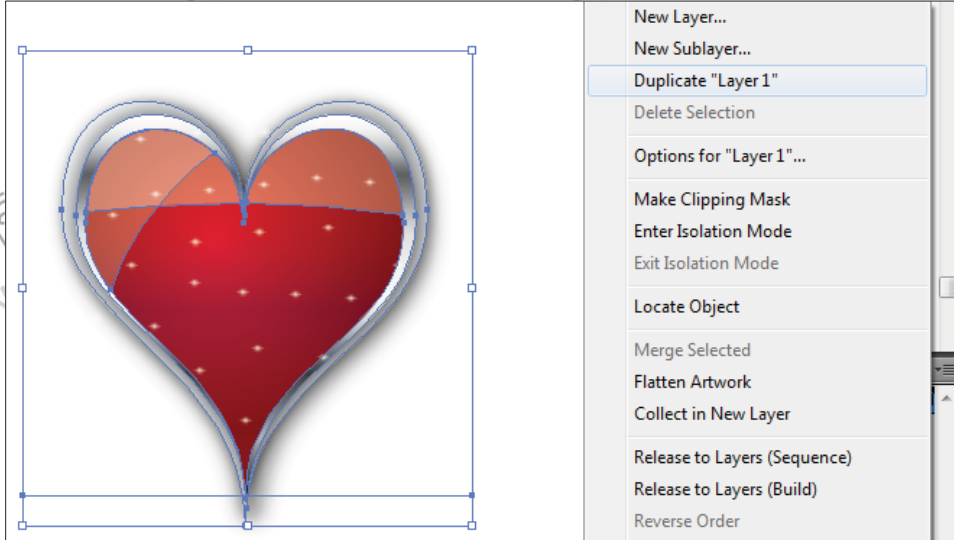 New Layer...
New Sublayer...
Duplicate "Layer 1"
Delete Selection
Options for "Layer 1"...
Make Clipping Mask
Enter Isolation Mode
Exit Isolation Mode
Locate Object
Merge Selected
Flatten Artwork
Collect in New Layer
Release to Layers (Sequence)
Release to Layers (Build)
Reverse Order